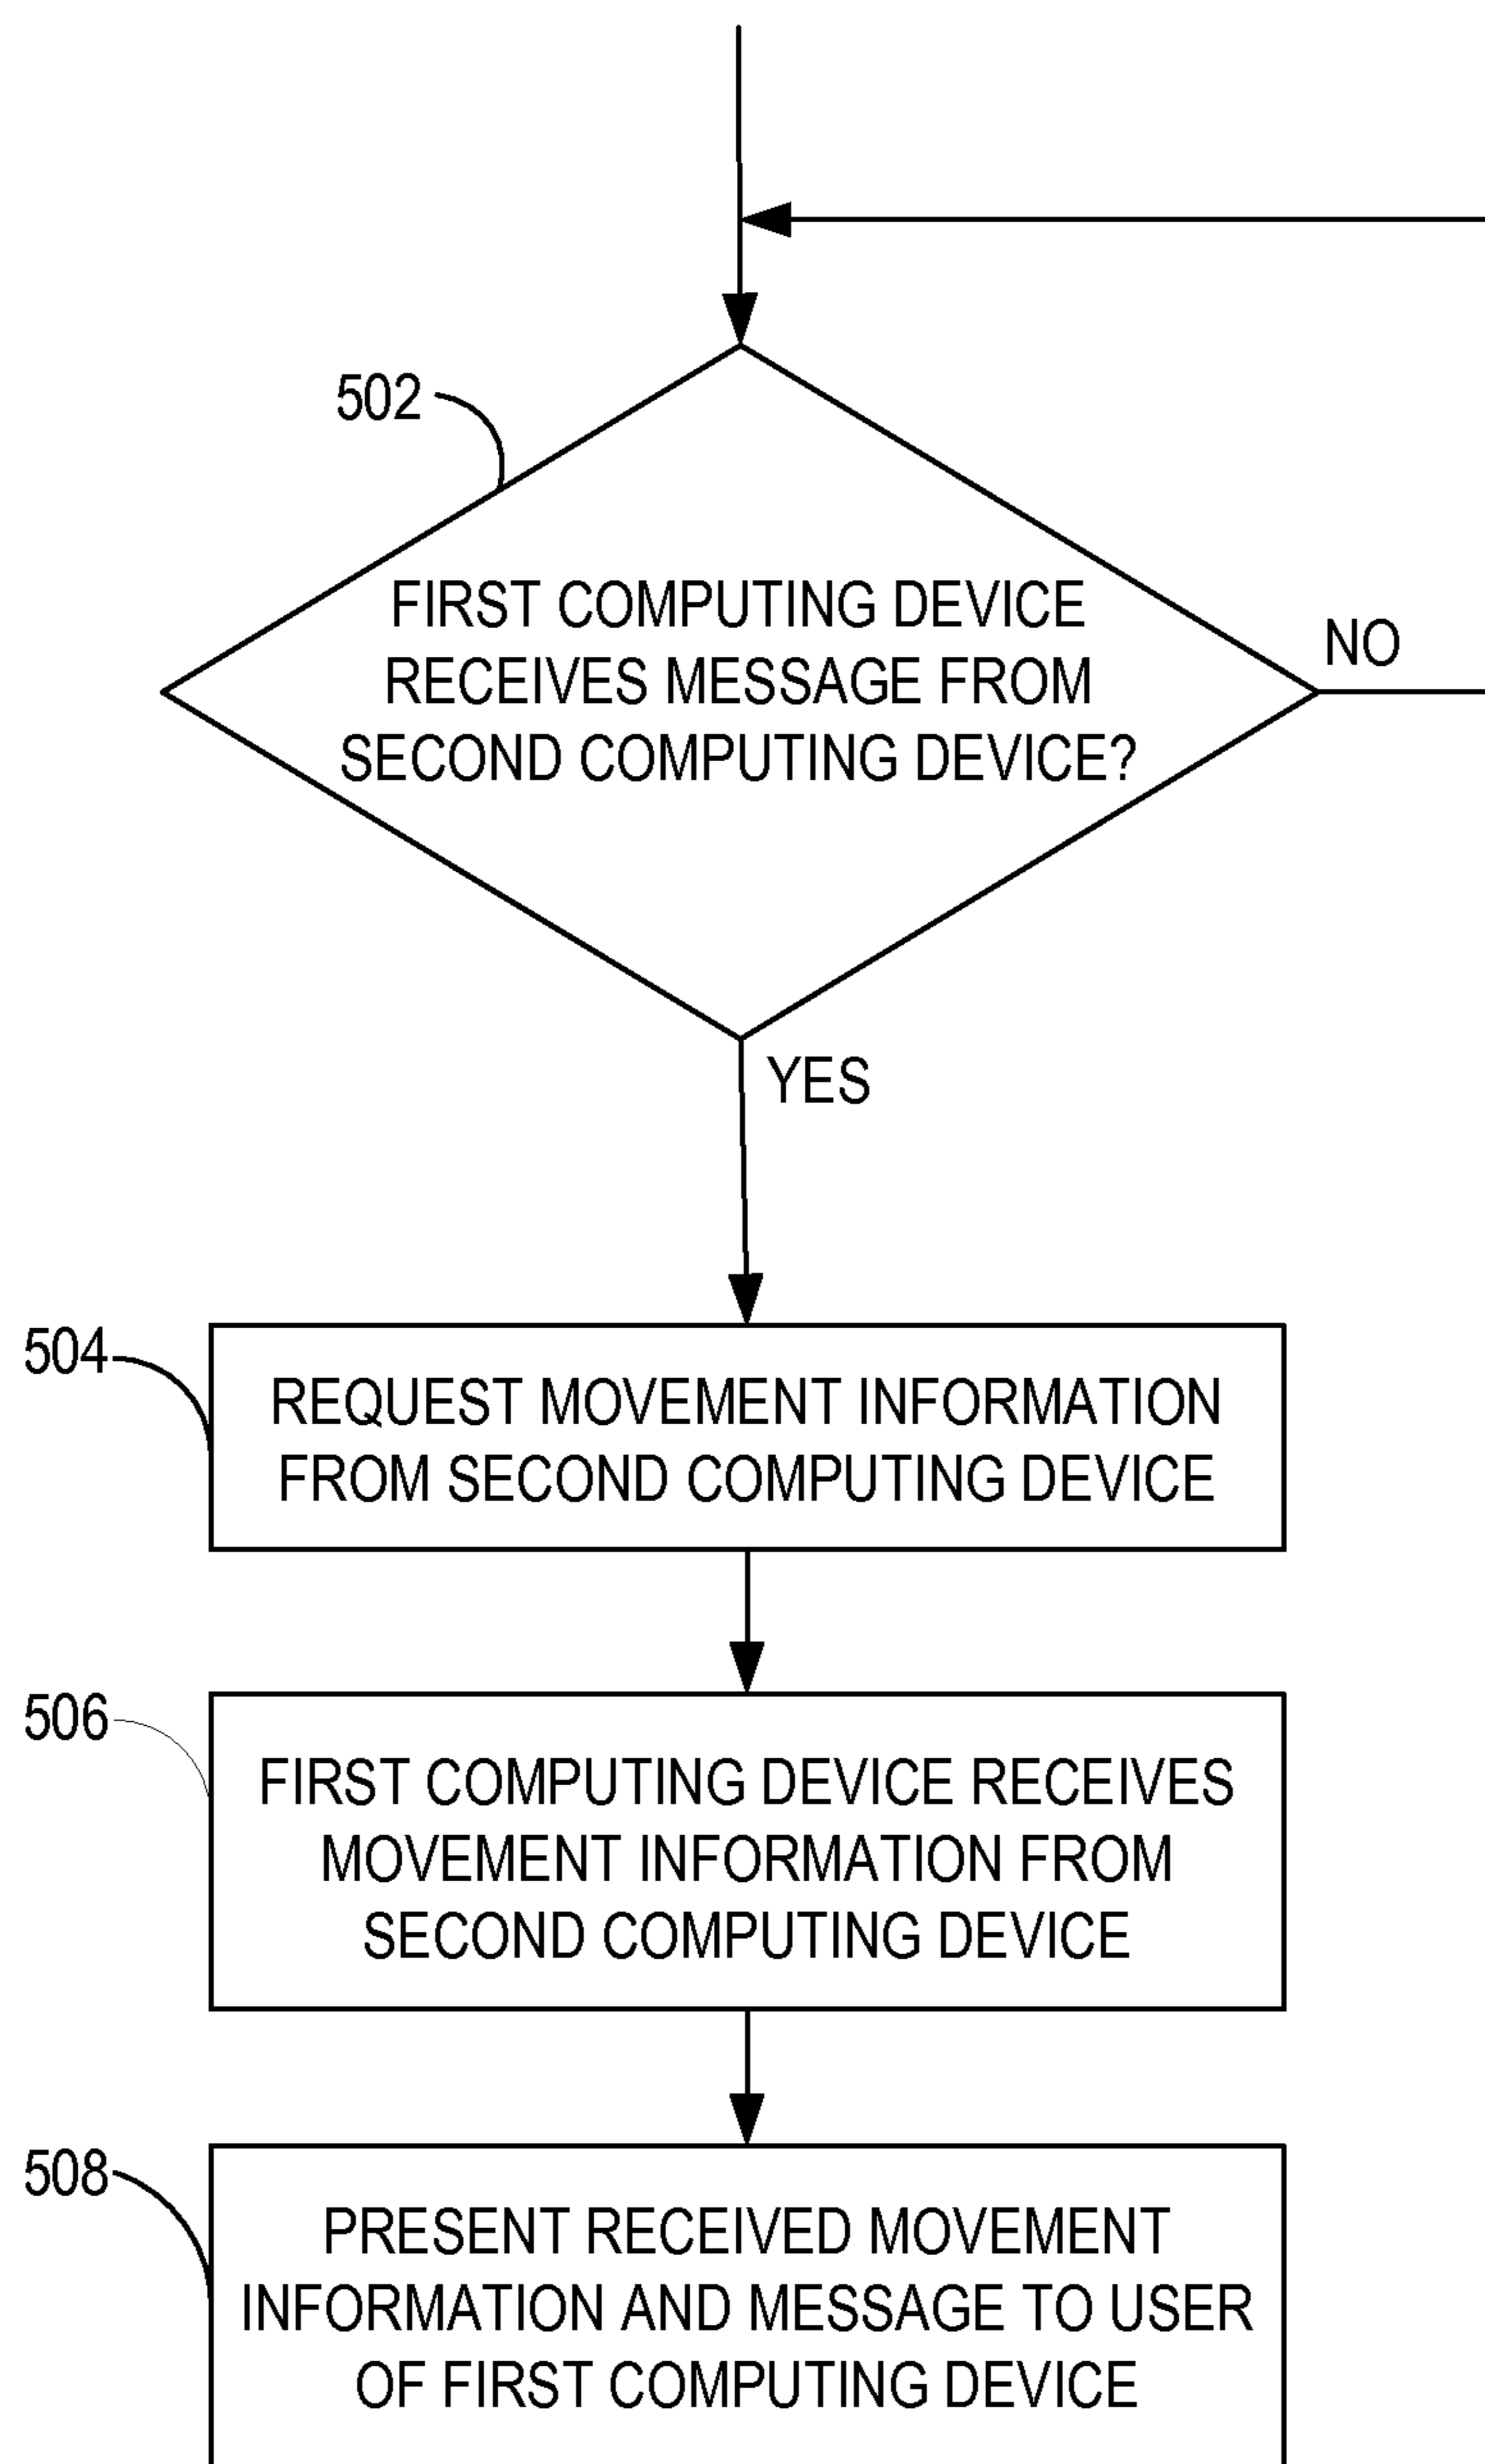 502
FIRST COMPUTING DEVICE
RECEIVES MESSAGE FROM
SECOND COMPUTING DEVICE?
NO
YES
504
REQUEST MOVEMENT INFORMATION
FROM SECOND COMPUTING DEVICE
506
FIRST COMPUTING DEVICE RECEIVES
MOVEMENT INFORMATION FROM
SECOND COMPUTING DEVICE
508
PRESENT RECEIVED MOVEMENT
INFORMATION AND MESSAGE TO USER
OF FIRST COMPUTING DEVICE